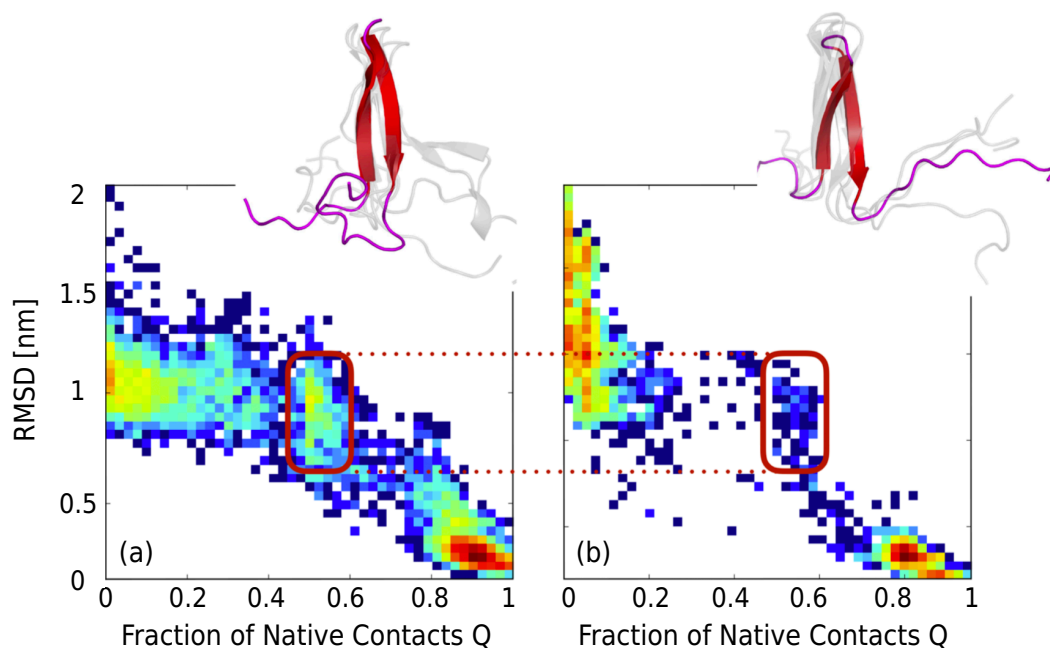 2
1.5
1
0.5
0
RMSD [nm]
(a)
0 0.2 0.4 0.6 0.8 1
Fraction of Native Contacts Q
(b)
0 0.2 0.4 0.6 0.8 1
Fraction of Native Contacts Q